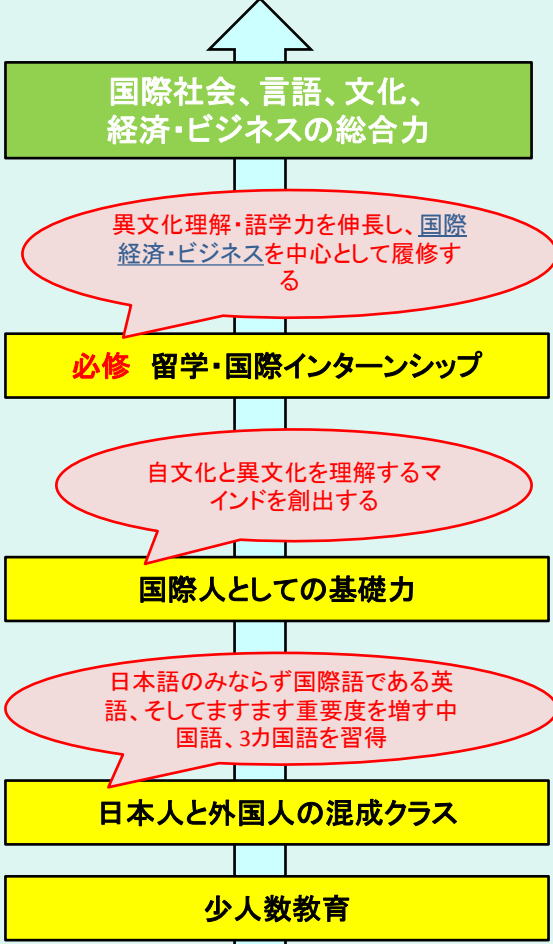 国際社会、言語、文化、
経済・ビジネスの総合力
異文化理解・語学力を伸長し、国際
経済・ビジネスを中心として履修す
る
必修 留学・国際インターンシップ
自文化と異文化を理解するマ
インドを創出する
国際人としての基礎力
日本語のみならず国際語である英
語、そしてますます重要度を増す中
国語、3カ国語を習得
日本人と外国人の混成クラス
少人数教育